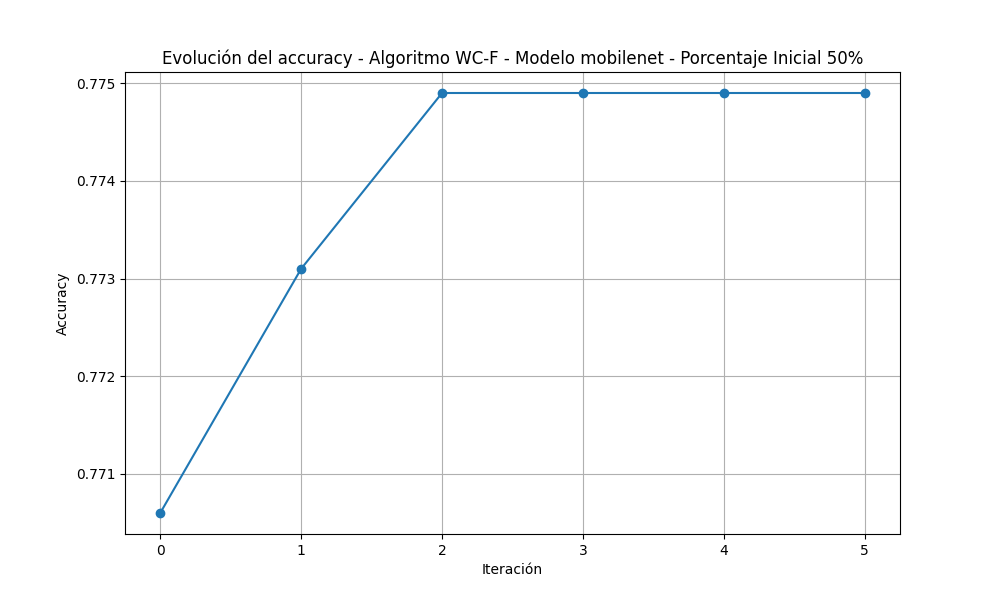 Evolución del accuracy - Algoritmo WC-F - Modelo mobilenet - Porcentaje Inicial 50%
0.775
0.774
0.773
0.772
0.771
Accuracy
0 1 2 3 4 5
Iteración